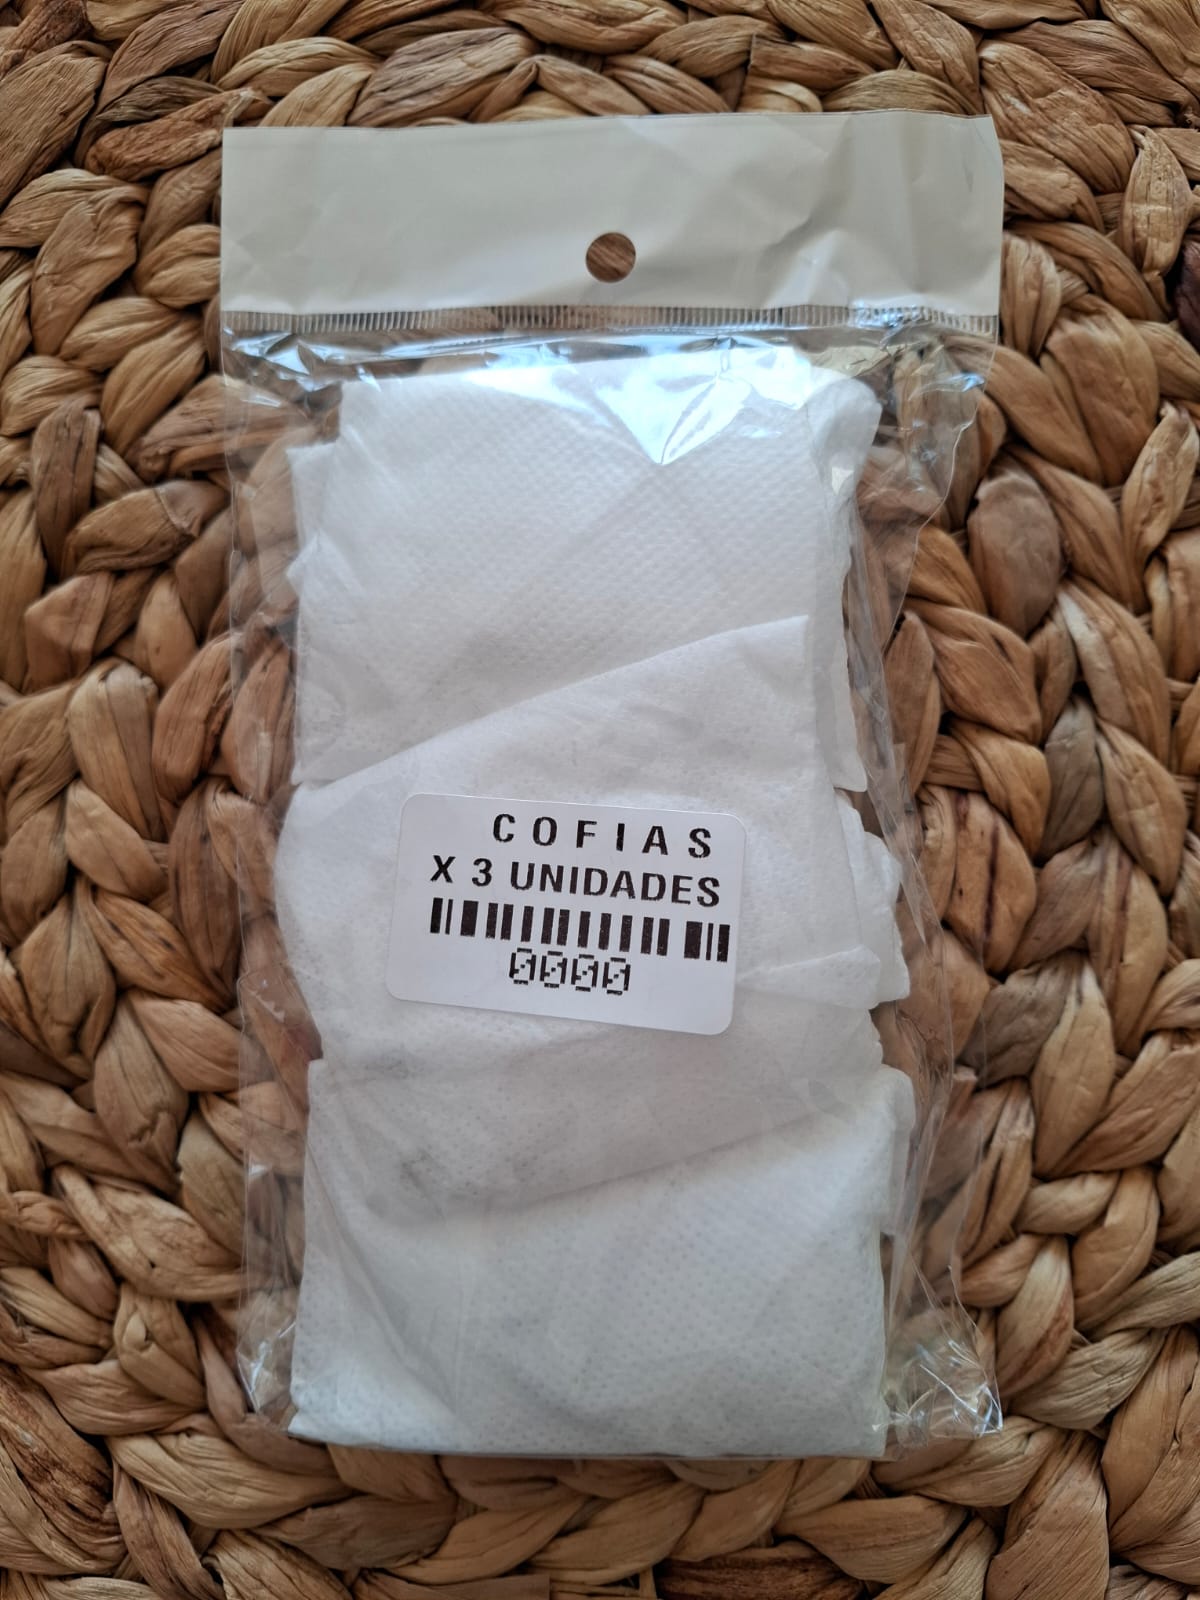 COFIAS
X 3 UNIDADES
0000